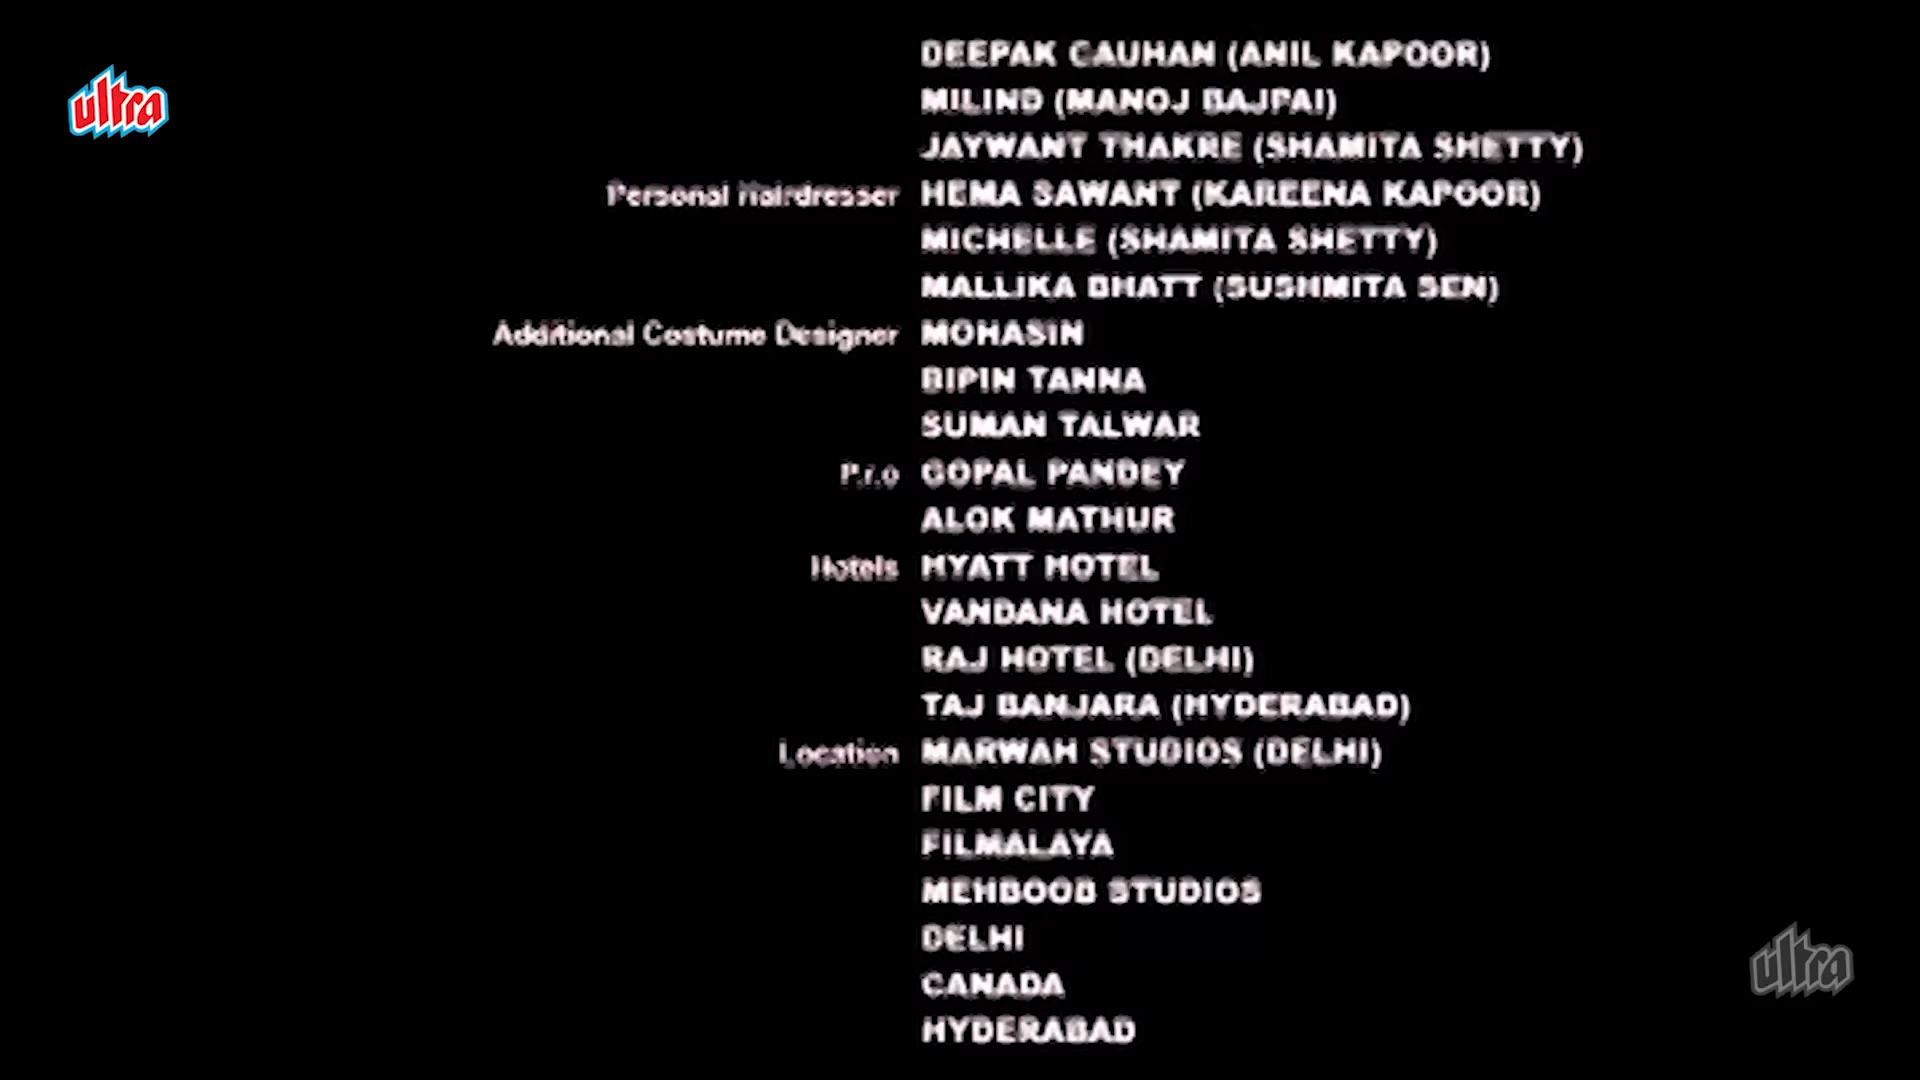 ultra
DEEPAK CAUHAN (ANIL KAPOOR)
MILIND (MANOJ BAJPAI)
JAYWANT THAKRE (SHAMITA SHETTY)
Personal Hairdresser HEMA SAWANT (KAREENA KAPOOR)
MICHELLE (SHAMITA SHETTY)
MALLIKA BHATT (SUSHMITA SEN)
Additional Costume Designer MOHASIN
BIPIN TANNA
SUMAN TALWAR
P.r.o GOPAL PANDEY
ALOK MATHUR
Hotels HYATT HOTEL
VANDANA HOTEL
RAJ HOTEL (DELHI)
TAJ BANJARA (HYDERABAD)
Location MARWAH STUDIOS (DELHI)
FILM CITY
FILMALAYA
MEHBOOB STUDIOS
DELHI
CANADA
HYDERABAD
ultra